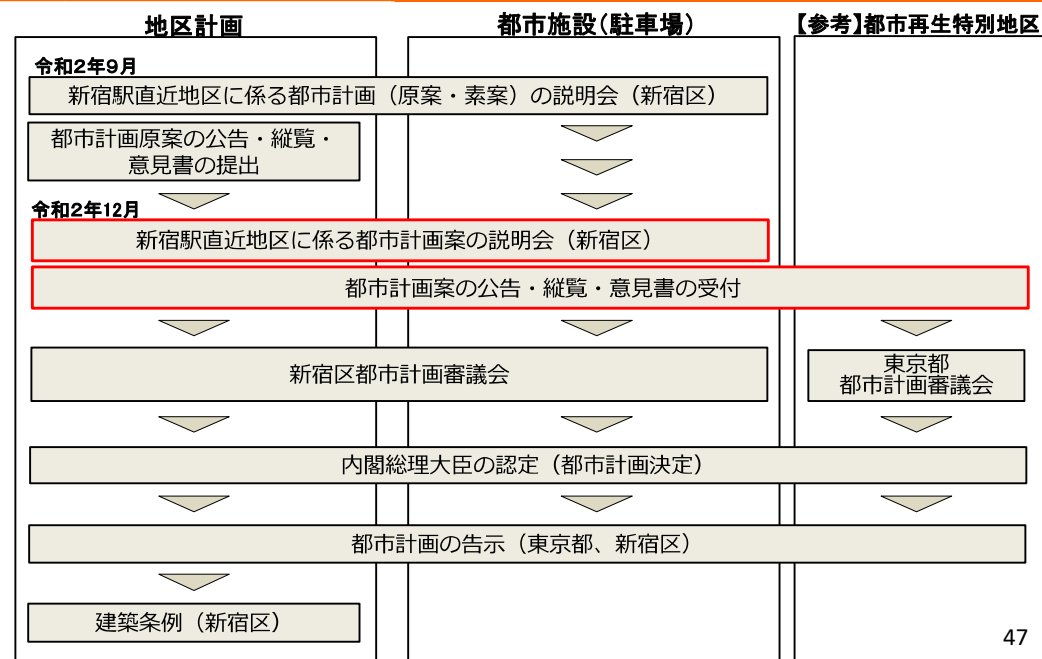 地区計画
都市施設(駐車場)
【参考】都市再生特別地区
令和2年9月
新宿駅直近地区に係る都市計画(原案・素案)の説明会(新宿区)
都市計画原案の公告・縦覧・
意見書の提出
令和2年12月
新宿駅直近地区に係る都市計画案の説明会(新宿区)
都市計画案の公告・縦覧・意見書の受付
新宿区都市計画審議会
東京都
都市計画審議会
内閣総理大臣の認定(都市計画決定)
都市計画の告示(東京都、新宿区)
建築条例(新宿区)
47